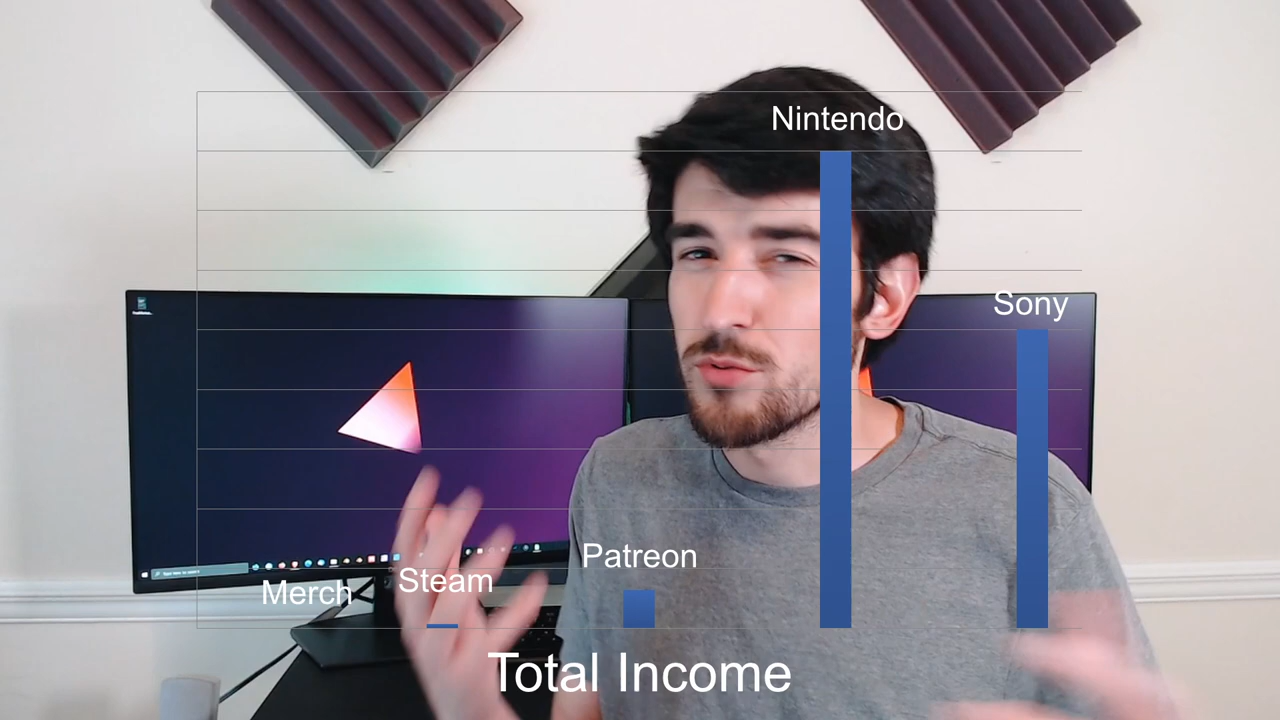 Nintendo
Sony
Patreon
Steam
Merch
Total Income